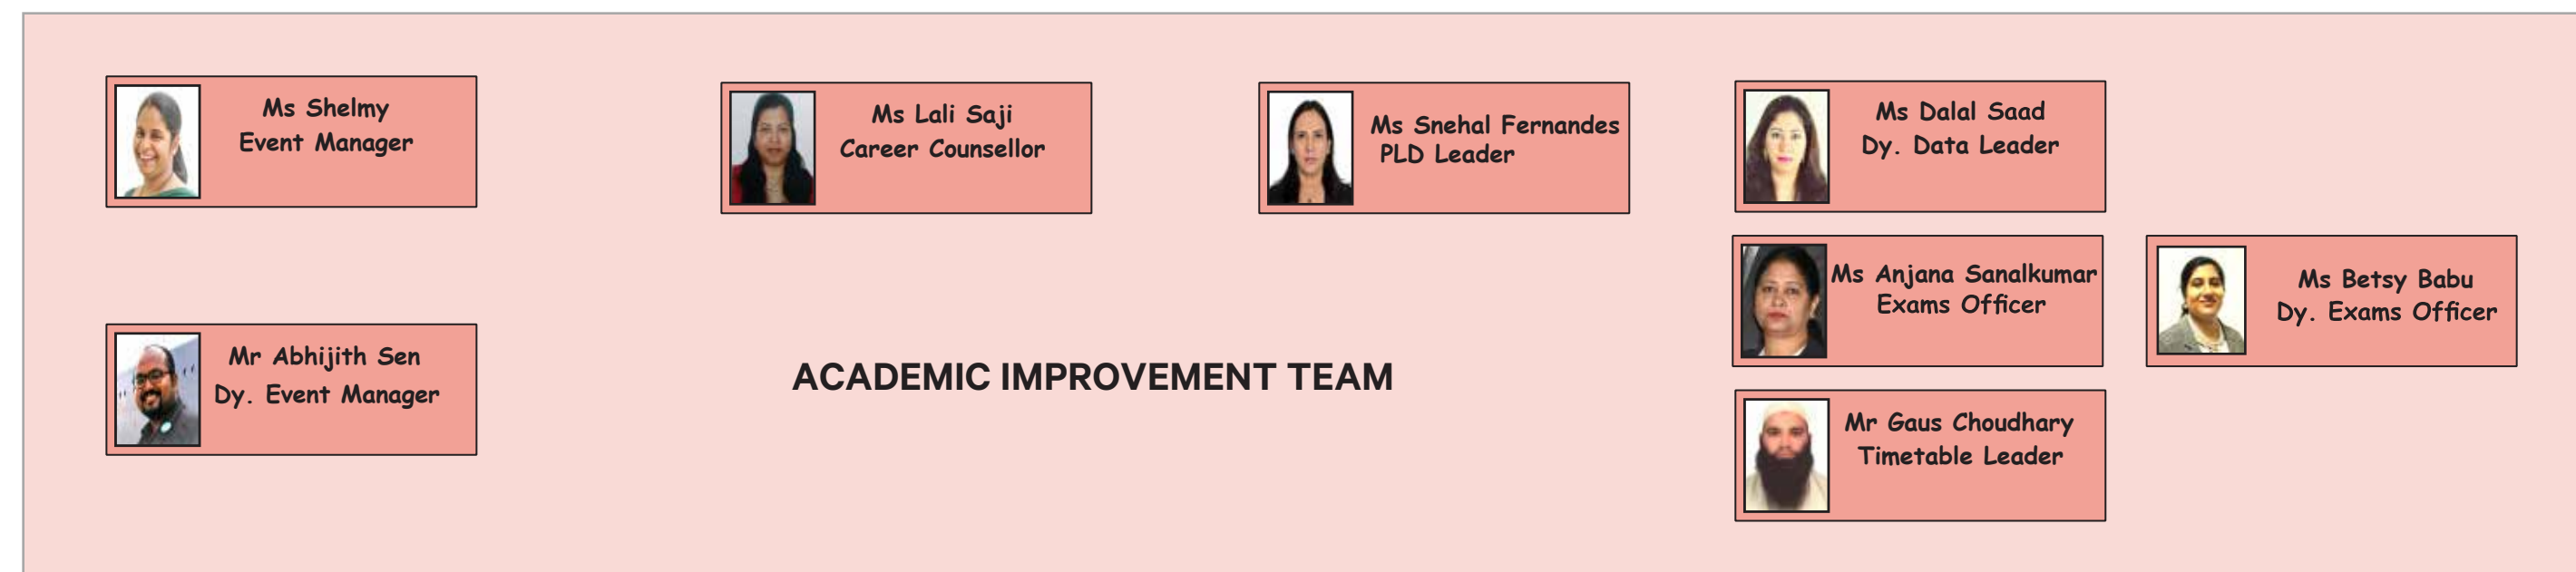 Ms Shelmy
Event Manager
Ms Lali Saji
Career Counsellor
Ms Snehal Fernandes
PLD Leader
Ms Dalal Saad
Dy. Data Leader
Ms Anjana Sanalkumar
Exams Officer
Ms Betsy Babu
Dy. Exams Officer
Mr Abhijith Sen
Dy. Event Manager
ACADEMIC IMPROVEMENT TEAM
Mr Gaus Choudhary
Timetable Leader